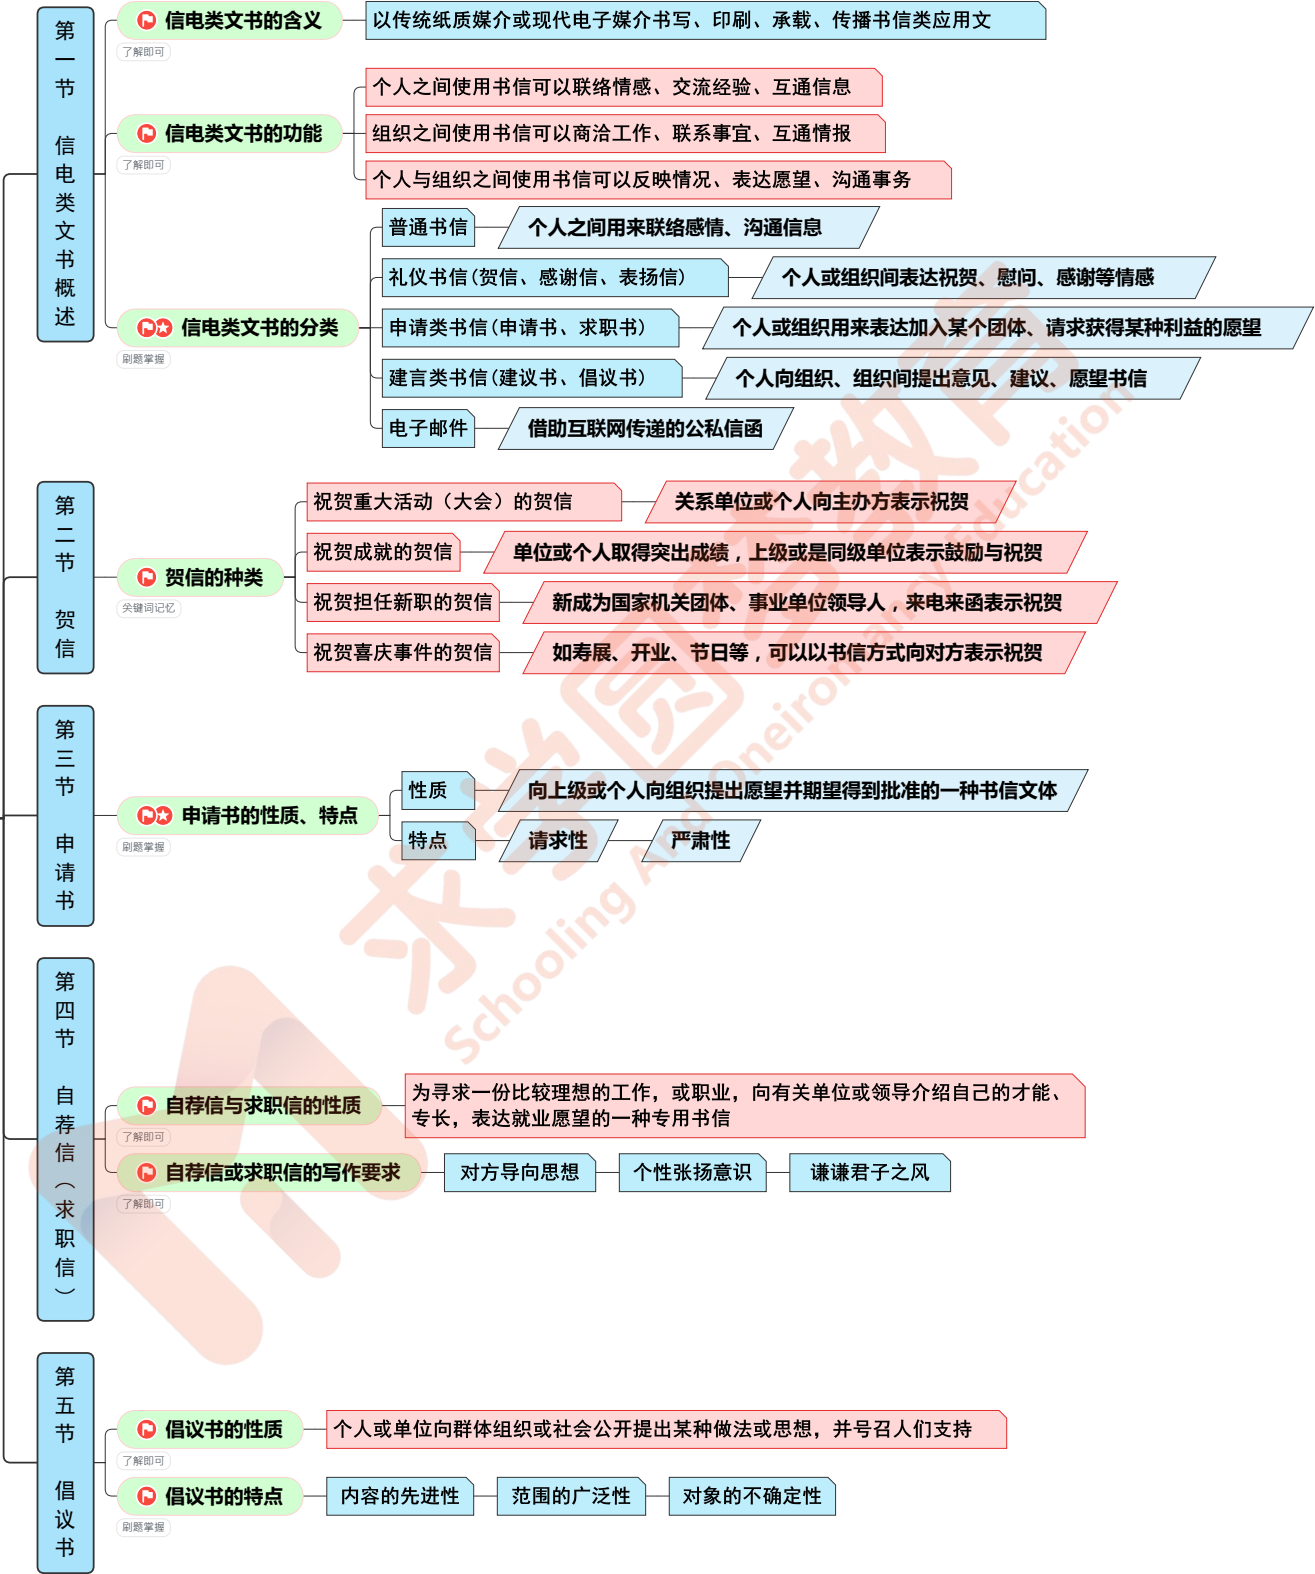 第一节 信电类文书概述
信电类文书的含义
了解即可
以传统纸质媒介或现代电子媒介书写、印刷、承载、传播书信类应用文
信电类文书的功能
了解即可
个人之间使用书信可以联络情感、交流经验、互通信息
组织之间使用书信可以商洽工作、联系事宜、互通情报
个人与组织之间使用书信可以反映情况、表达愿望、沟通事务
信电类文书的分类
刷题掌握
普通书信
个人之间用来联络感情、沟通信息
礼仪书信(贺信、感谢信、表扬信)
个人或组织间表达祝贺、慰问、感谢等情感
申请类书信(申请书、求职书)
个人或组织用来表达加入某个团体、请求获得某种利益的愿望
建言类书信(建议书、倡议书)
个人向组织、组织间提出意见、建议、愿望书信
电子邮件
借助互联网传递的公私信函
第二节 贺信
贺信的种类
关键词记忆
祝贺重大活动（大会）的贺信
关系单位或个人向主办方表示祝贺
祝贺成就的贺信
单位或个人取得突出成绩，上级或是同级单位表示鼓励与祝贺
祝贺担任新职的贺信
新成为国家机关团体、事业单位领导人，来电来函表示祝贺
祝贺喜庆事件的贺信
如寿展、开业、节日等，可以以书信方式向对方表示祝贺
第三节 申请书
申请书的性质、特点
刷题掌握
性质
向上级或个人向组织提出愿望并期望得到批准的一种书信文体
特点
请求性
严肃性
第四节 自荐信（求职信）
自荐信与求职信的性质
了解即可
为寻求一份比较理想的工作，或职业，向有关单位或领导介绍自己的才能、
专长，表达就业愿望的一种专用书信
自荐信或求职信的写作要求
了解即可
对方导向思想
个性张扬意识
谦谦君子之风
第五节 倡议书
倡议书的性质
了解即可
个人或单位向群体组织或社会公开提出某种做法或思想，并号召人们支持
倡议书的特点
刷题掌握
内容的先进性
范围的广泛性
对象的不确定性
求学圆梦教育
Schooling And Oneiromancy Education